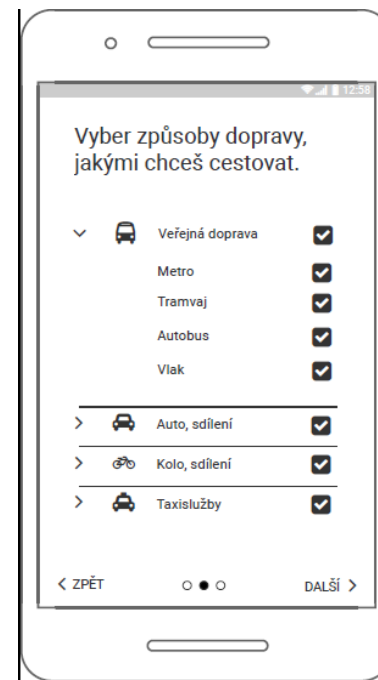 12:58
Vyber způsoby dopravy,
jakými chceš cestovat.
Veřejná doprava
Metro
Tramvaj
Autobus
Vlak
Auto, sdílení
Kolo, sdílení
Taxislužby
ZPĚT
DALŠÍ